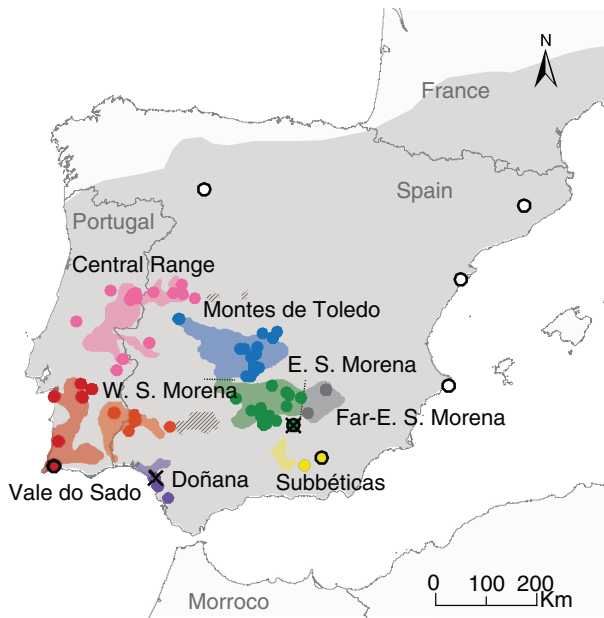 N
France
Spain
Portugal
Central Range
Montes de Toledo
E. S. Morena
W. S. Morena
Far-E. S. Morena
Doñana
Subbéticas
Vale do Sado
0 100 200
Km
Morroco